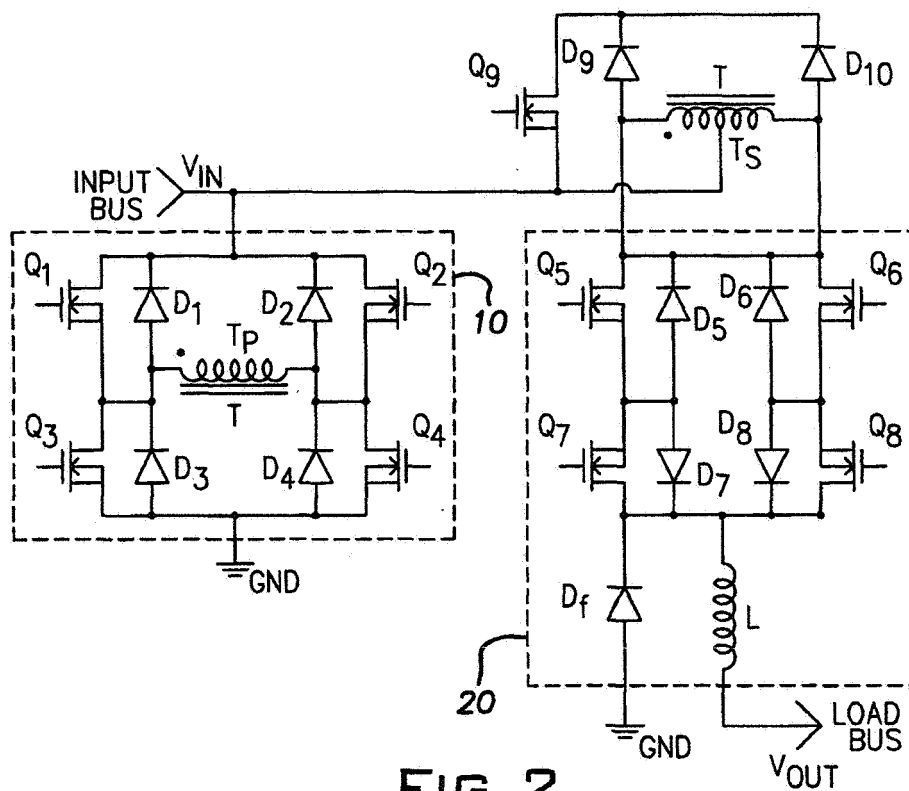 Q9
D9
D10
T
TS
VIN
INPUT
BUS
Q1
D1
D2
Q2
10
TP
T
Q3
D3
D4
Q4
GND
Q5
D5
D6
Q6
Q7
D7
D8
Q8
Df
L
20
GND
LOAD
BUS
VOUT
FIG. 2